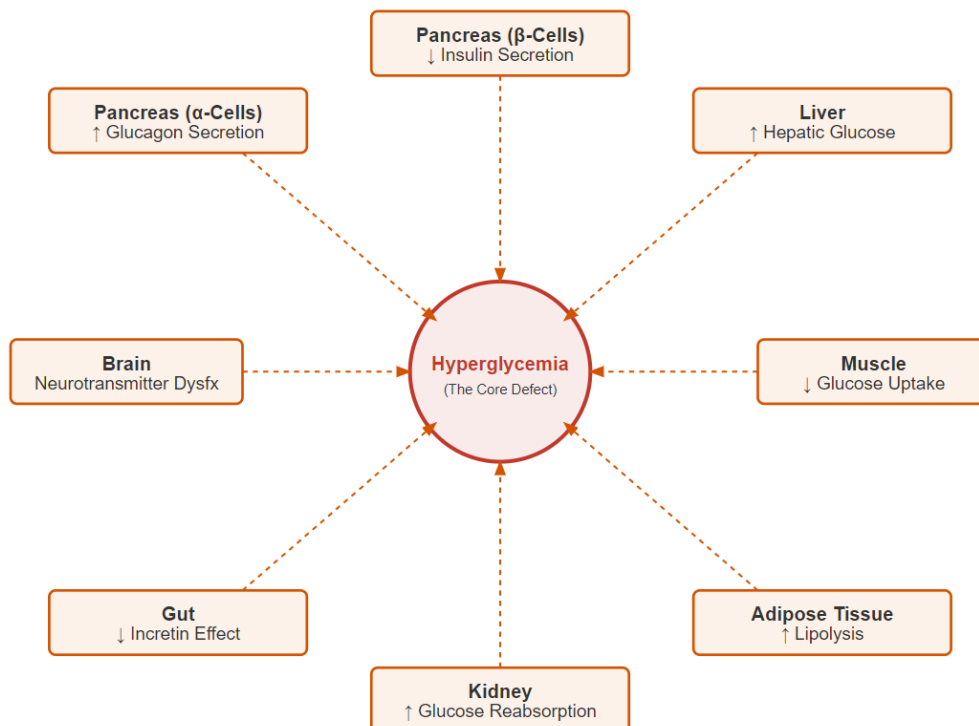 Pancreas (β-Cells)
↓ Insulin Secretion
Pancreas (α-Cells)
↑ Glucagon Secretion
Liver
↑ Hepatic Glucose
Brain
Neurotransmitter Dysfx
Hyperglycemia
(The Core Defect)
Muscle
↓ Glucose Uptake
Gut
↓ Incretin Effect
Adipose Tissue
↑ Lipolysis
Kidney
↑ Glucose Reabsorption